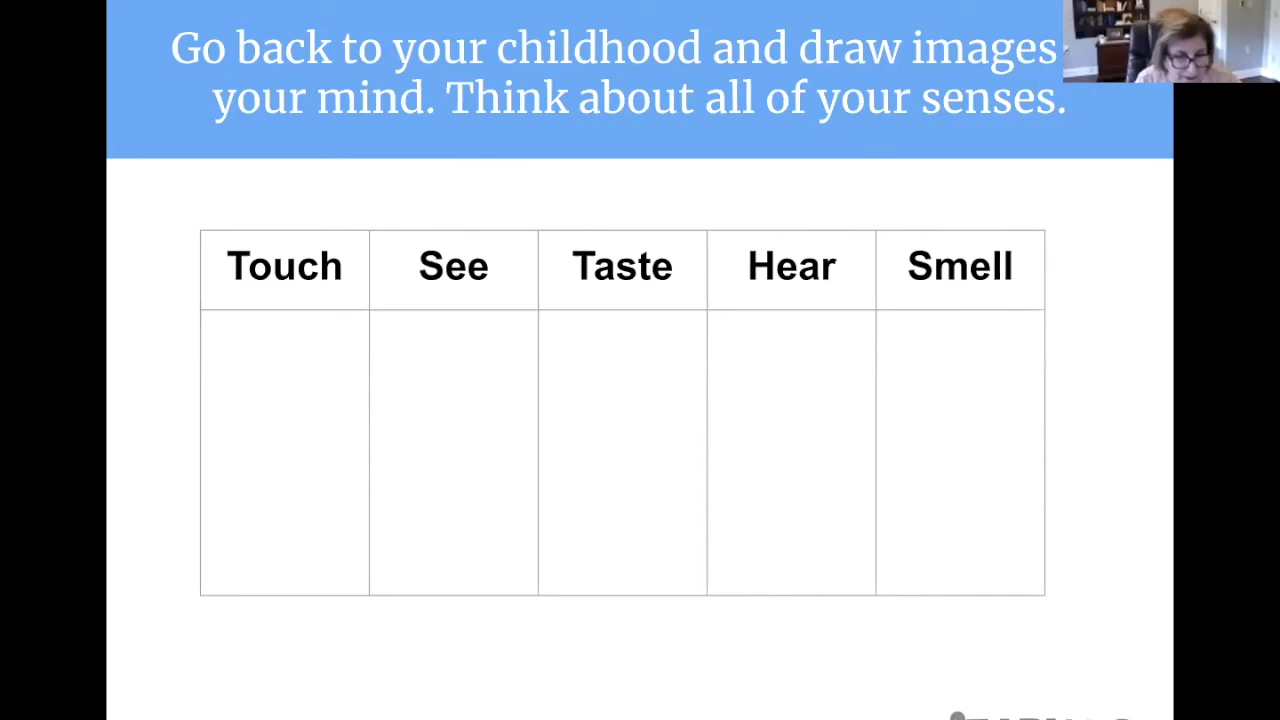 Go back to your childhood and draw images
your mind. Think about all of your senses.
Touch See Taste Hear Smell